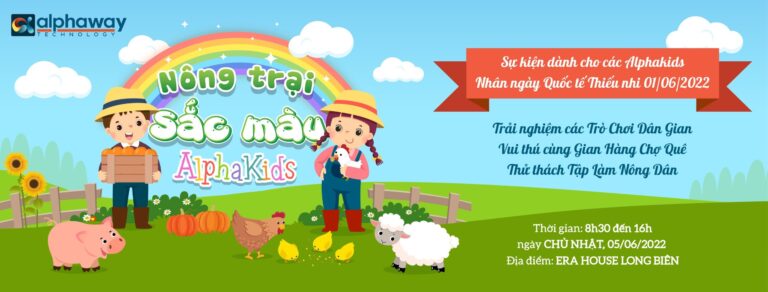 alphaway
TECHNOLOGY
Nông trại
Sắc màu
AlphaKids
Sự kiện dành cho các Alphakids
Nhân ngày Quốc tế Thiếu nhi 01/06/2022
Trải nghiệm các Trò Chơi Dân Gian
Vui thú cùng Gian Hàng Chợ Quê
Thử thách Tập Làm Nông Dân
Thời gian: 8h30 đến 16h
ngày CHỦ NHẬT, 05/06/2022
Địa điểm: ERA HOUSE LONG BIÊN